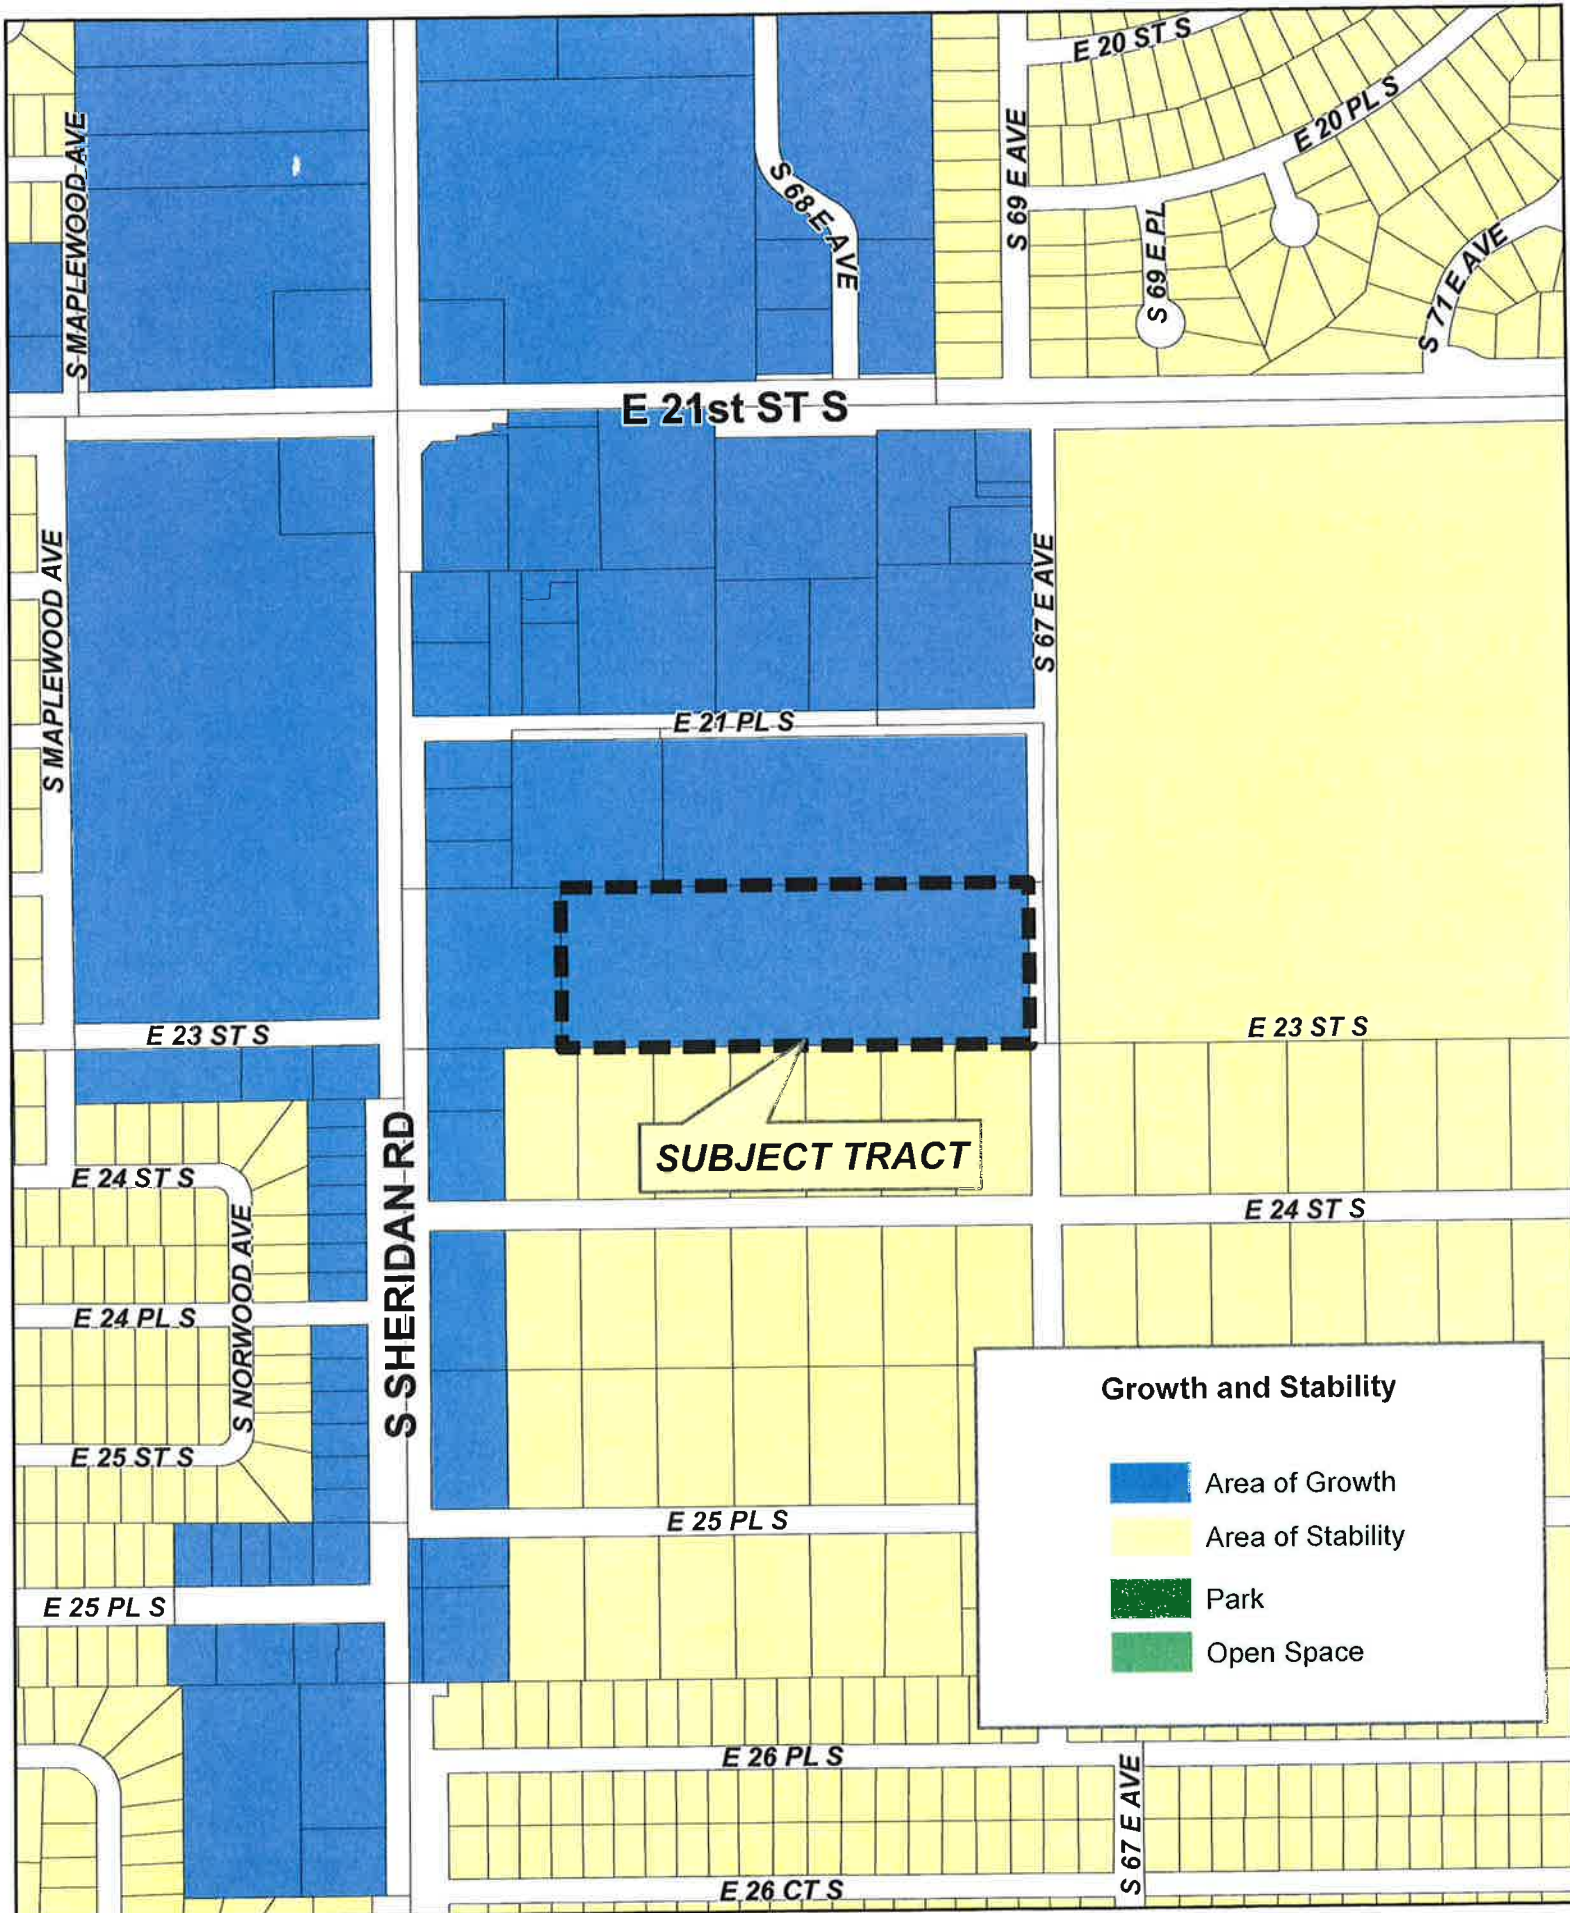 E 20 ST S
E 20 PL S
S MAPLEWOOD AVE
S 68 E AVE
S 69 E AVE
S 69 E PL
S 71 E AVE
E 21st ST S
S MAPLEWOOD AVE
S 67 E AVE
E 21 PL S
E 23 ST S
E 23 ST S
SUBJECT TRACT
E 24 ST S
E 24 ST S
S NORWOOD AVE
S SHERIDAN RD
E 24 PL S
E 25 ST S
E 25 PL S
E 25 PL S
Growth and Stability
Area of Growth
Area of Stability
Park
Open Space
E 26 PL S
S 67 E AVE
E 26 CT S